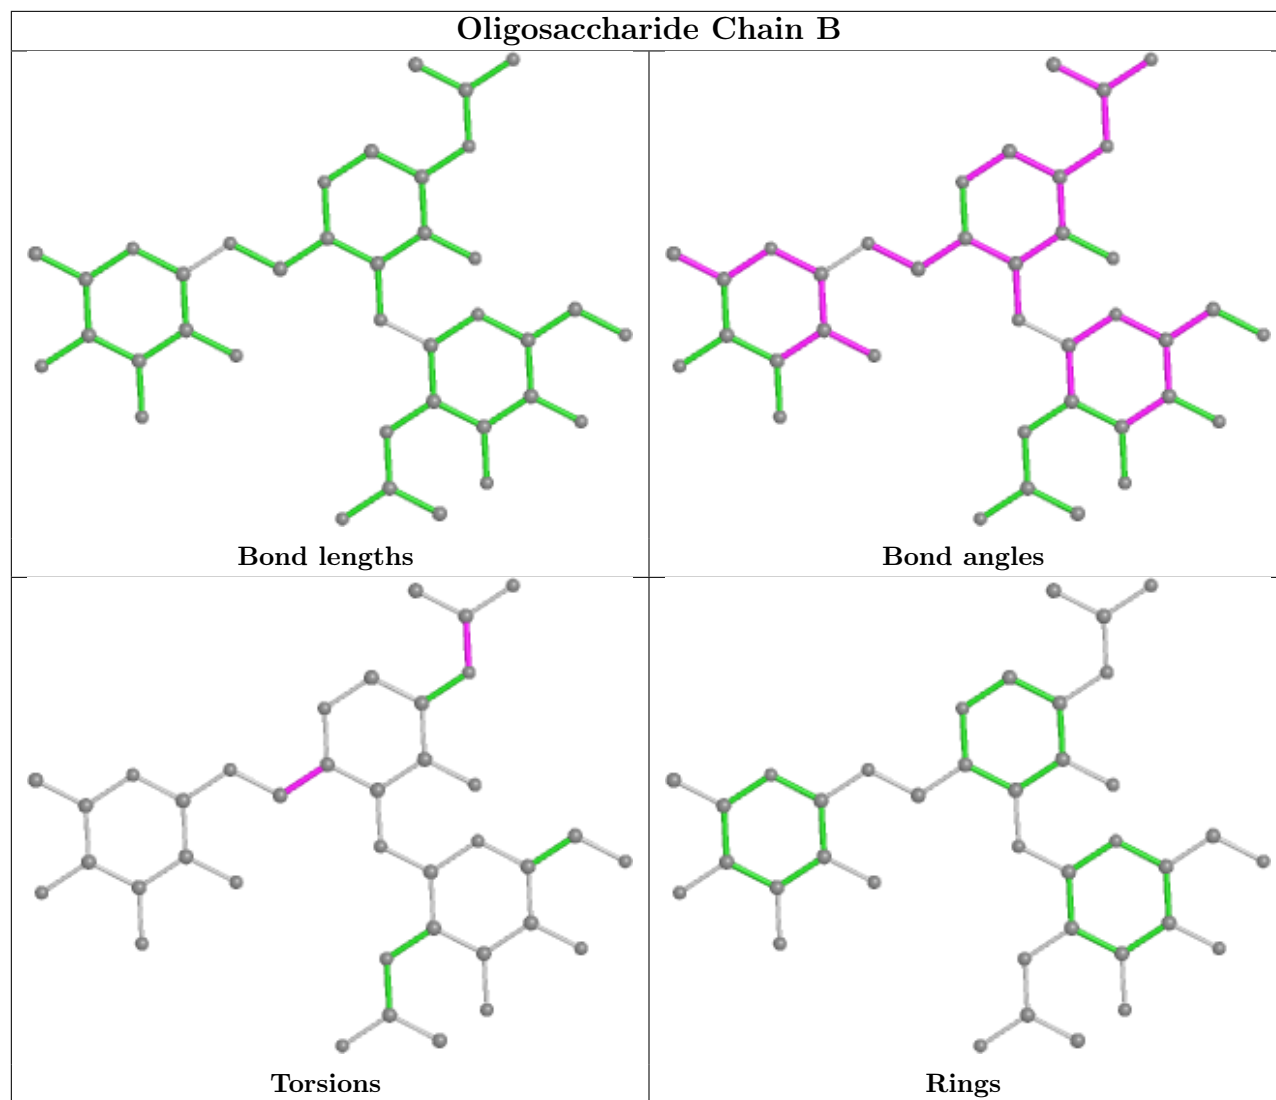 Oligosaccharide Chain B
Bond lengths
Bond angles
Torsions
Rings